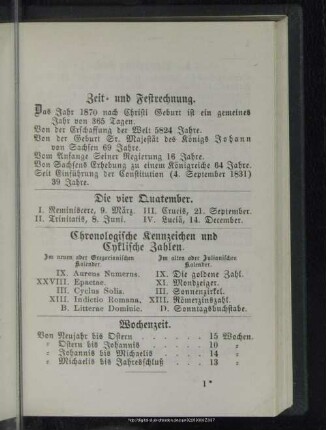 Zeit- und Festrechnung.
Das Jahr 1870 nach Christi Geburt ist ein gemeines
Jahr von 365 Tagen.
Von der Erschaffung der Welt 5824 Jahre.
Von der Geburt Sr. Majestät des Königs Johann
von Sachsen 69 Jahre.
Vom Anfange Seiner Regierung 16 Jahre.
Von Sachsens Erhebung zu einem Königreiche 64 Jahre.
Seit Einführung der Constitution (4. September 1831)
39 Jahre.
Die vier Quatember.
I. Reminiscere, 9. März. III. Crucis, 21. September.
II. Trinitatis, 8. Juni. IV. Luciä, 14. December.
Chronologische Kennzeichen und
Cyklische Zahlen.
Im neuen oder Gregorianischen Kalender.
IX. Aureus Numerus.
XXVIII. Epactae.
III. Cyclus Solis.
XIII. Indictio Romana.
B. Litterae Dominic.
Im alten oder Julianischen Kalender.
IX. Die goldene Zahl.
XI. Mondzeiger.
III. Sonnenzirkel.
XIII. Römerzinszahl.
D. Sonntagsbuchstabe.
Wochenzeit.
Von Neujahr bis Ostern . . . . . . 15 Wochen.
" Ostern bis Johannis . . . . . 10 "
" Johannis bis Michaelis . . . . 14 "
" Michaelis bis Jahresschluß . . . 13 "
1*